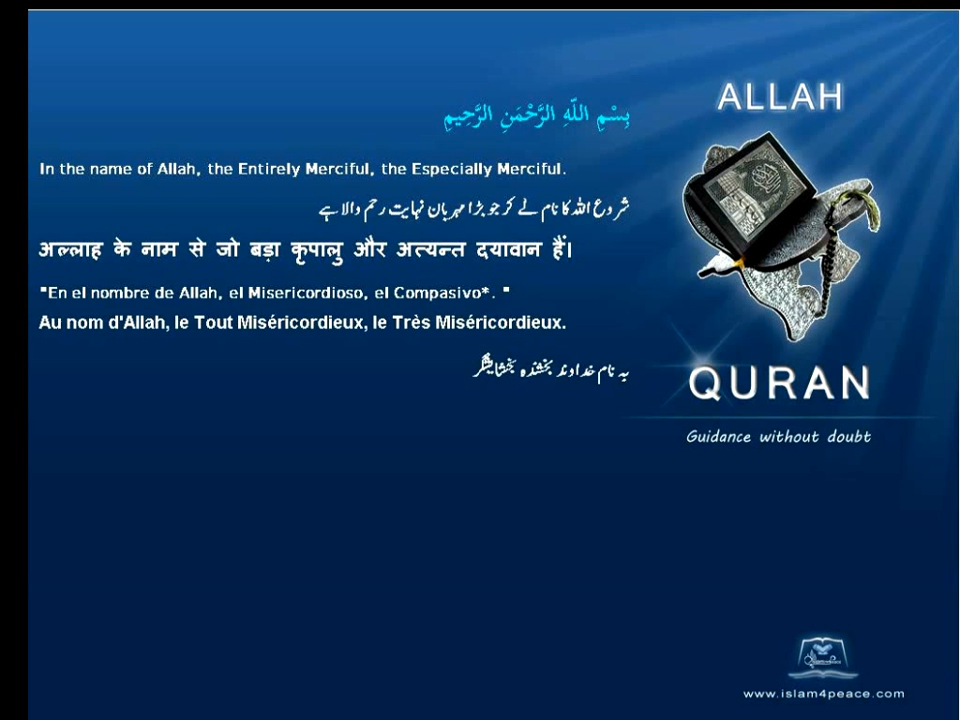 بِسْمِ اللّهِ الرَّحْمَنِ الرَّحِيمِ
In the name of Allah, the Entirely Merciful, the Especially Merciful.
شروع اللہ کا نام لے کر جو بڑا مہربان نہایت رحم والا ہے
अल्लाह के नाम से जो बड़ा कृपालु और अत्यन्त दयावान हैं।
"En el nombre de Allah, el Misericordioso, el Compasivo*. "
Au nom d'Allah, le Tout Miséricordieux, le Très Miséricordieux.
به نام خداوند بخشنده بخشایشگر
ALLAH
QURAN
Guidance without doubt
www.islam4peace.com